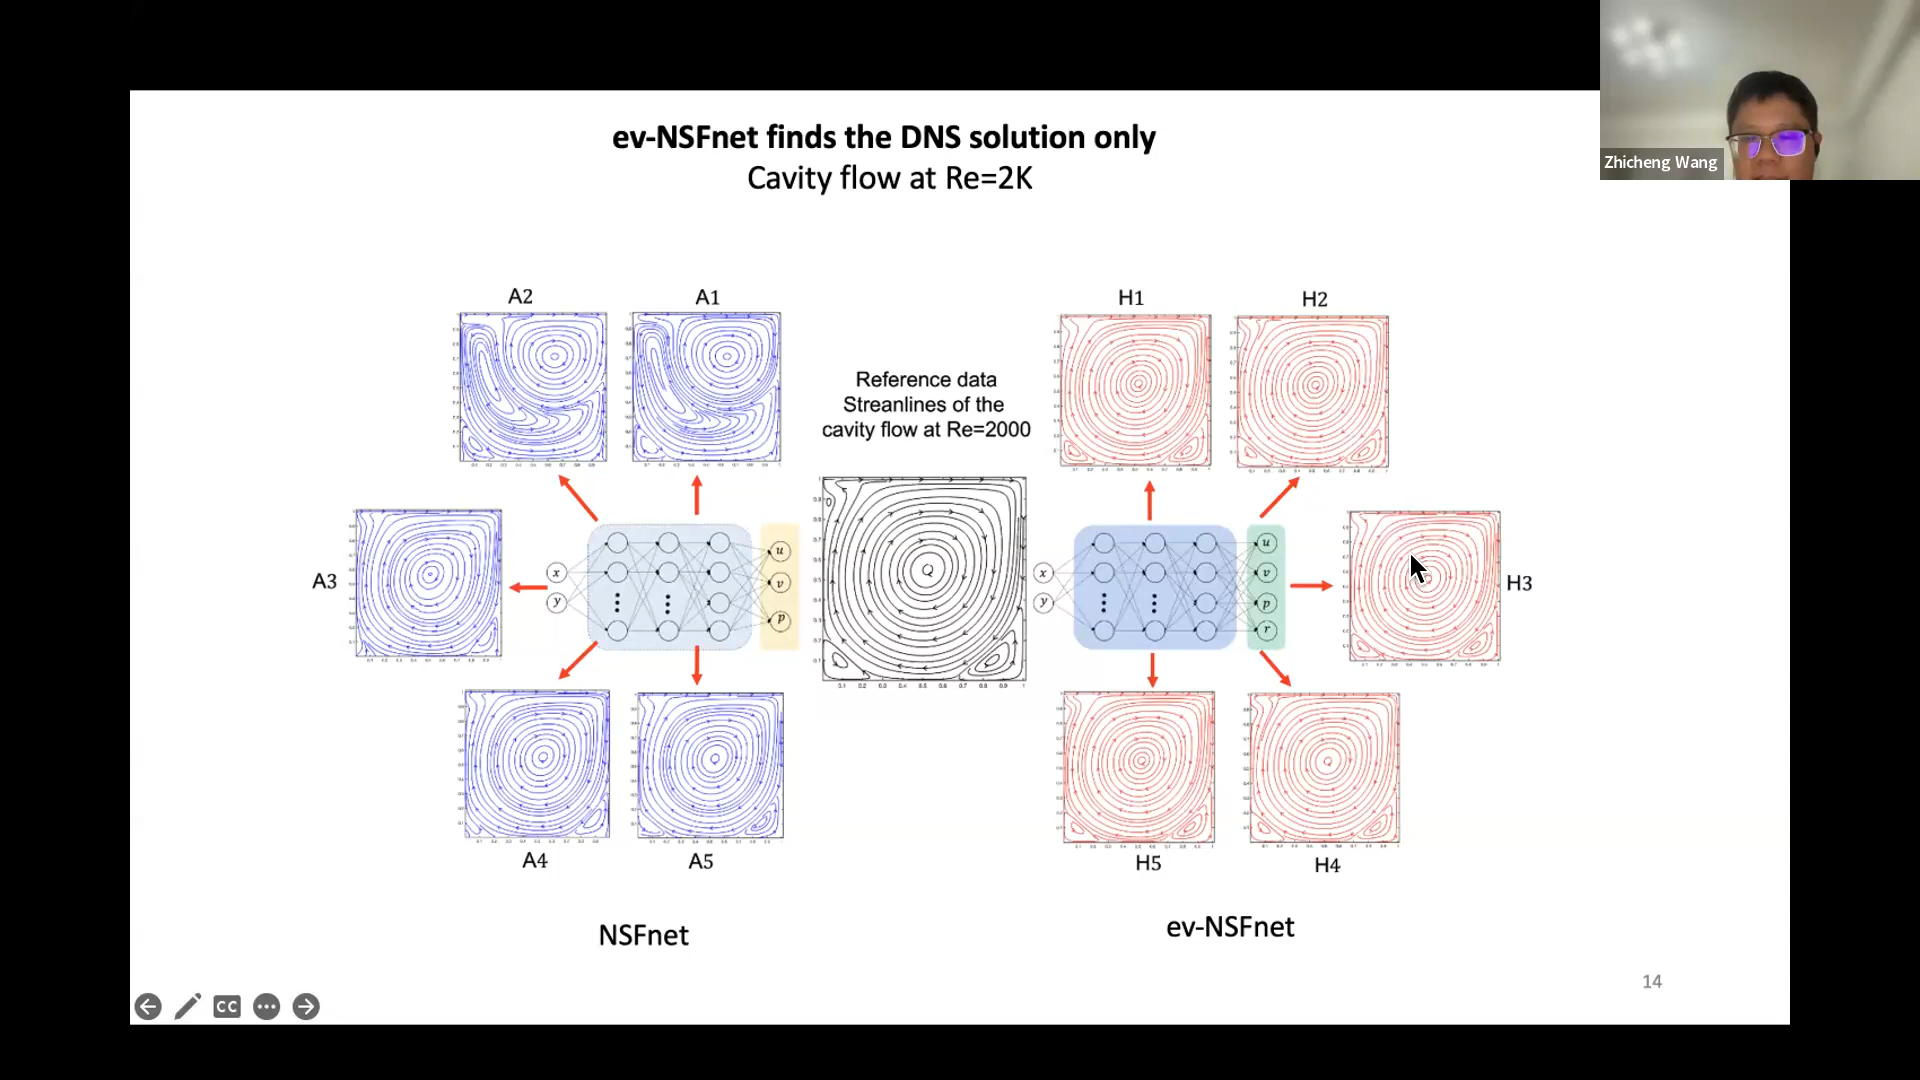 Zhicheng Wang
ev-NSFnet finds the DNS solution only
Cavity flow at Re=2K
A2
A1
H1
H2
Reference data
Streanlines of the
cavity flow at Re=2000
A3
x
y
u
v
p
x
y
u
v
p
r
H3
A4
A5
H5
H4
NSFnet
ev-NSFnet
14
CC